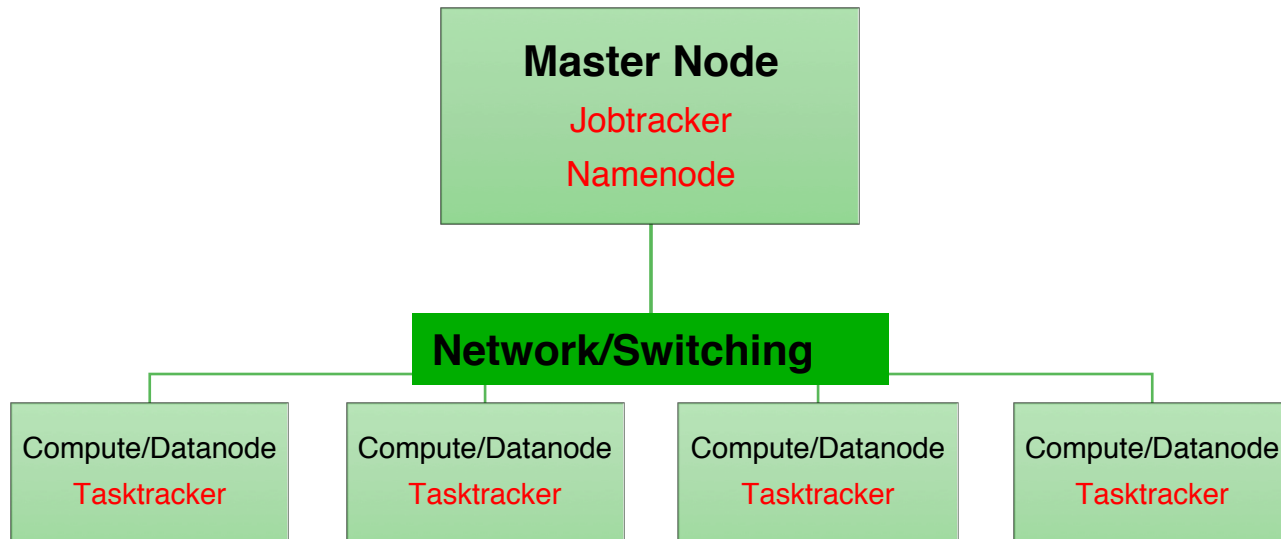 Master Node
Jobtracker
Namenode
Network/Switching
Compute/Datanode
Tasktracker
Compute/Datanode
Tasktracker
Compute/Datanode
Tasktracker
Compute/Datanode
Tasktracker